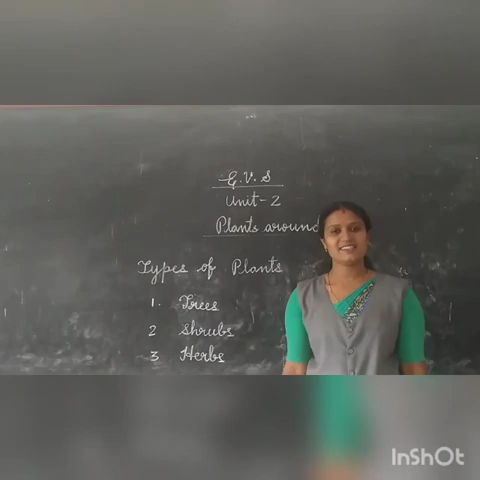 E.V.S
Unit-2
Plants around
Types of Plants
1. Trees
2 Shrubs
3 Herbs
InShOt